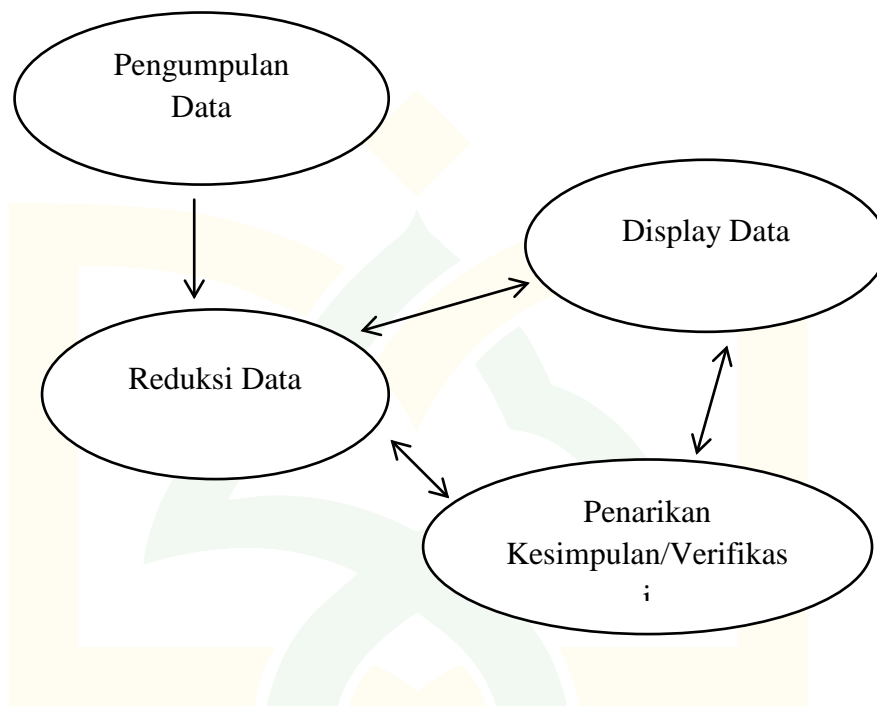 Pengumpulan
Data
Display Data
Reduksi Data
Penarikan
Kesimpulan/Verifikas
i